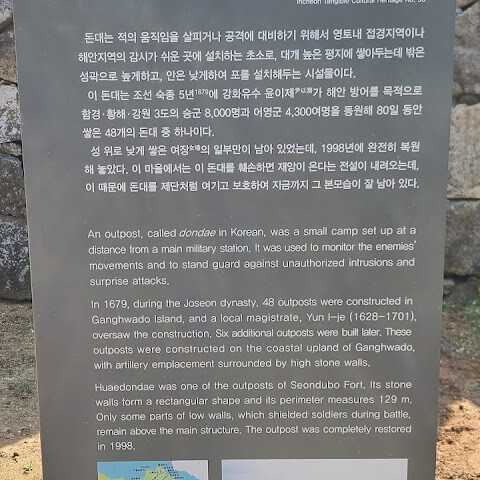 Incheon Tangible Cultural Heritage No.
돈대는 적의 움직임을 살피거나 공격에 대비하기 위해서 영토내 접경지역이나
해안지역의 감시가 쉬운 곳에 설치하는 초소로, 대개 높은 평지에 쌓아두는데 밖은
성곽으로 높게하고, 안은 낮게하여 포를 설치해두는 시설물이다.
이 돈대는 조선 숙종 5년1679에 강화유수 윤이제尹以濟가 해안 방어를 목적으로
함경·황해·강원 3도의 승군 8,000명과 어영군 4,300여명을 동원해 80일 동안
쌓은 48개의 돈대 중 하나이다.
성 위로 낮게 쌓은 여장의 일부만이 남아 있었는데, 1998년에 완전히 복원
해 놓았다. 이 마을에서는 이 돈대를 훼손하면 재앙이 온다는 전설이 내려오는데,
이 때문에 돈대를 제단처럼 여기고 보호하여 지금까지 그 본모습이 잘 남아 있다.
An outpost, called dondae in Korean, was a small camp set up at a
distance from a main military station. It was used to monitor the enemies'
movements and to stand guard against unauthorized intrusions and
surprise attacks.
In 1679, during the Joseon dynasty, 48 outposts were constructed in
Ganghwado Island, and a local magistrate, Yun I-je (1628-1701),
oversaw the construction. Six additional outposts were built later. These
outposts were constructed on the coastal upland of Ganghwado,
with artillery emplacement surrounded by high stone walls.
Huaedondae was one of the outposts of Seondubo Fort. Its stone
walls form a rectangular shape and its perimeter measures 129 m.
Only some parts of low walls, which shielded soldiers during battle,
remain above the main structure. The outpost was completely restored
in 1998.